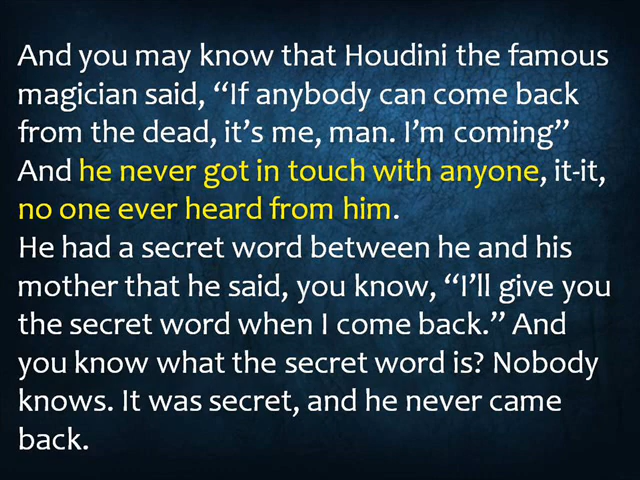 And you may know that Houdini the famous
magician said, “If anybody can come back
from the dead, it’s me, man. I’m coming”
And he never got in touch with anyone, it-it,
no one ever heard from him.
He had a secret word between he and his
mother that he said, you know, “I’ll give you
the secret word when I come back.” And
you know what the secret word is? Nobody
knows. It was secret, and he never came
back.